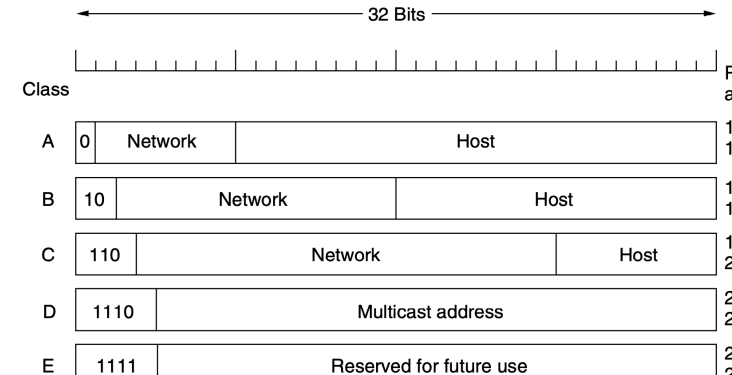 32 Bits
Class
A 0 Network Host
B 10 Network Host
C 110 Network Host
D 1110 Multicast address
E 1111 Reserved for future use